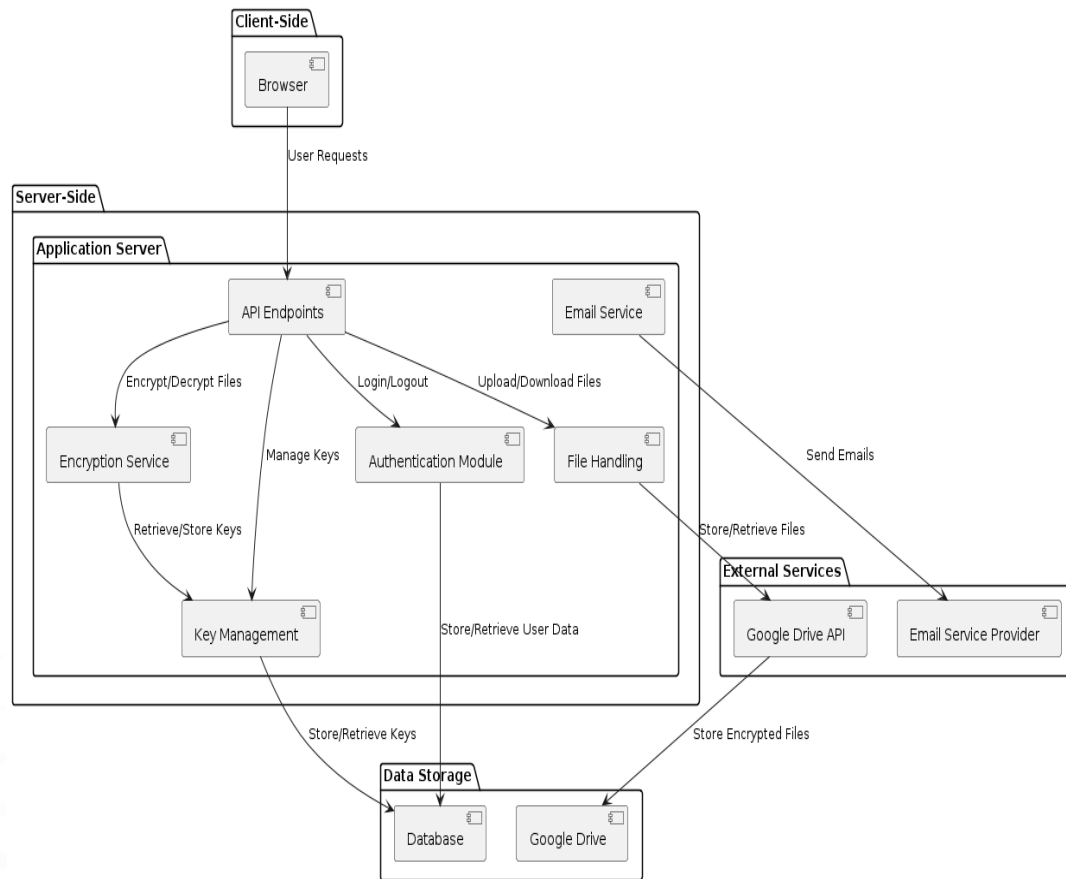 Client-Side
Browser
User Requests
Server-Side
Application Server
API Endpoints
Email Service
Encrypt/Decrypt Files
Login/Logout
Upload/Download Files
Encryption Service
Manage Keys
Authentication Module
File Handling
Send Emails
Retrieve/Store Keys
Store/Retrieve Files
External Services
Key Management
Store/Retrieve User Data
Google Drive API
Email Service Provider
Store/Retrieve Keys
Store Encrypted Files
Data Storage
Database
Google Drive